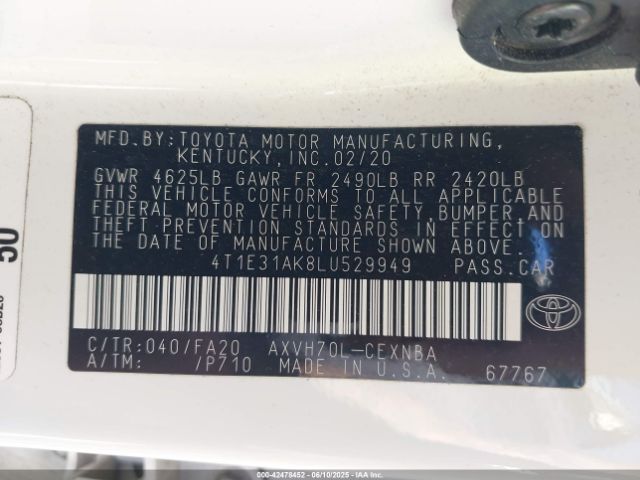 MFD.BY:TOYOTA MOTOR MANUFACTURING,
KENTUCKY,INC.02/20
GVWR 4625LB GAWR FR 2490LB RR 2420LB
THIS VEHICLE CONFORMS TO ALL APPLICABLE
FEDERAL MOTOR VEHICLE SAFETY,BUMPER,AND
THEFT PREVENTION STANDARDS IN EFFECT ON
THE DATE OF MANUFACTURE SHOWN ABOVE.
4T1E31AK8LU529949 PASS.CAR
C/TR:040/FA20 AXVH70L-CEXNBA
A/TM: /P710 MADE IN U.S.A. 67767
50
000-42478452 - 06/10/2025 - IAAI.COM